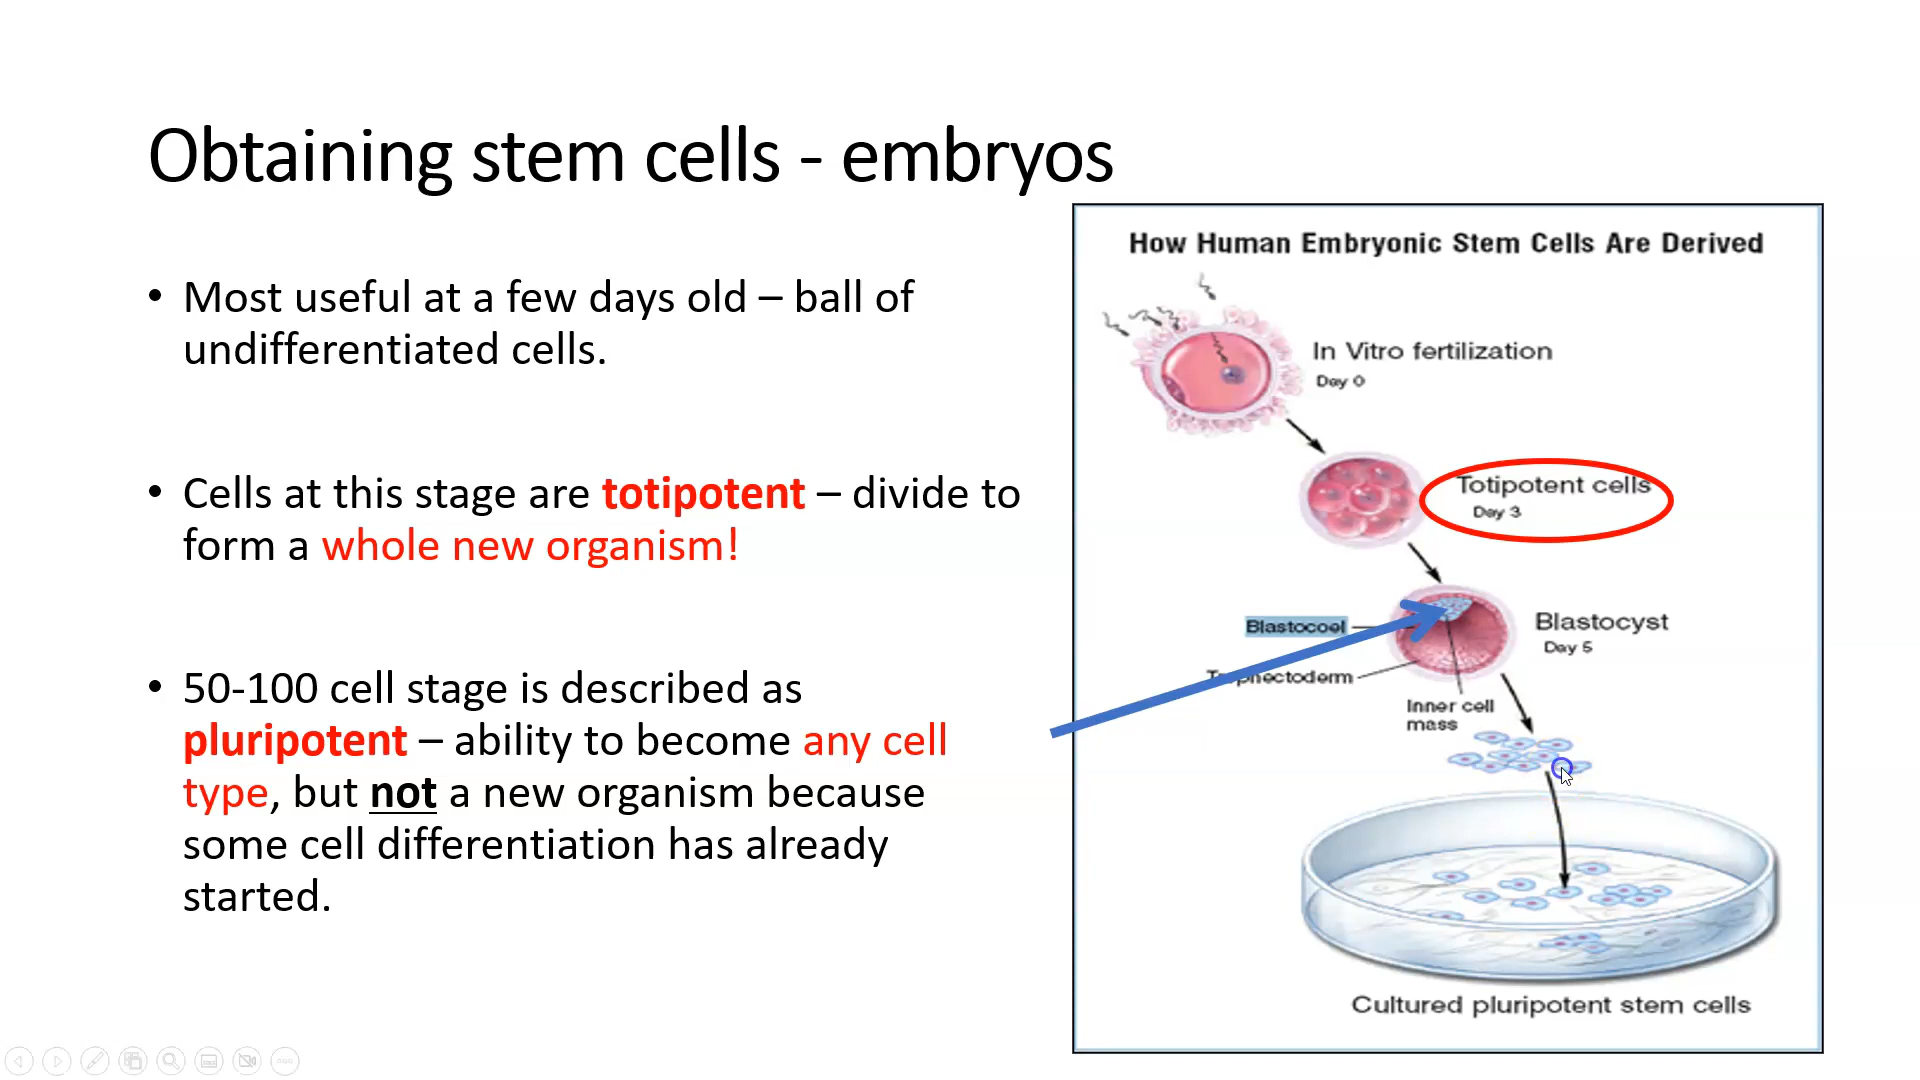 Obtaining stem cells - embryos
• Most useful at a few days old – ball of
undifferentiated cells.
• Cells at this stage are totipotent – divide to
form a whole new organism!
• 50-100 cell stage is described as
pluripotent – ability to become any cell
type, but not a new organism because
some cell differentiation has already
started.
How Human Embryonic Stem Cells Are Derived
In Vitro fertilization
Day 0
Totipotent cells
Day 3
Blastocoel
Blastocyst
Day 5
Trophectoderm
Inner cell
mass
Cultured pluripotent stem cells